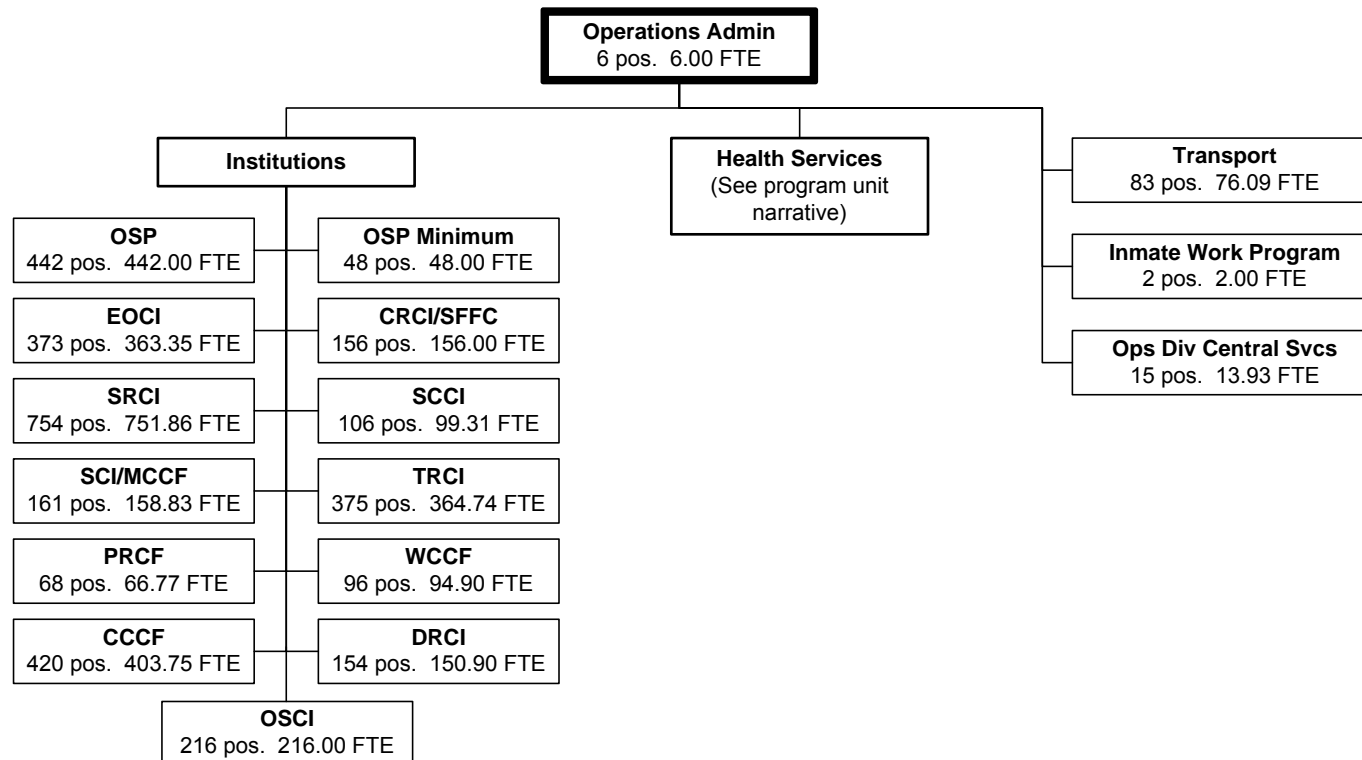 Operations Admin
6 pos.  6.00 FTE
Institutions
Health Services
(See program unit
narrative)
Transport
83 pos.  76.09 FTE
Inmate Work Program
2 pos.  2.00 FTE
Ops Div Central Svcs
15 pos.  13.93 FTE
OSP
442 pos.  442.00 FTE
OSP Minimum
48 pos.  48.00 FTE
EOCI
373 pos.  363.35 FTE
CRCI/SFFC
156 pos.  156.00 FTE
SRCI
754 pos.  751.86 FTE
SCCI
106 pos.  99.31 FTE
SCI/MCCF
161 pos.  158.83 FTE
TRCI
375 pos.  364.74 FTE
PRCF
68 pos.  66.77 FTE
WCCF
96 pos.  94.90 FTE
CCCF
420 pos.  403.75 FTE
DRCI
154 pos.  150.90 FTE
OSCI
216 pos.  216.00 FTE